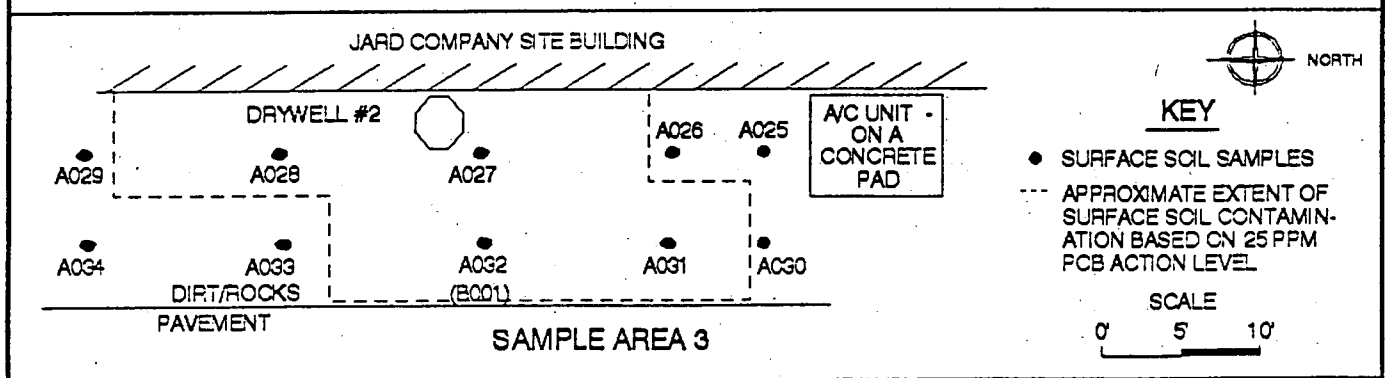 JARD COMPANY SITE BUILDING
NORTH
DRYWELL #2
A/C UNIT -
ON A
CONCRETE
PAD
KEY
A026 A025
A029 A028 A027
SURFACE SOIL SAMPLES
APPROXIMATE EXTENT OF
SURFACE SOIL CONTAMIN-
ATION BASED ON 25 PPM
PCB ACTION LEVEL
A034 A033 A032 A031 A030
DIRT/ROCKS (B001)
PAVEMENT
SAMPLE AREA 3
SCALE
0' 5' 10'